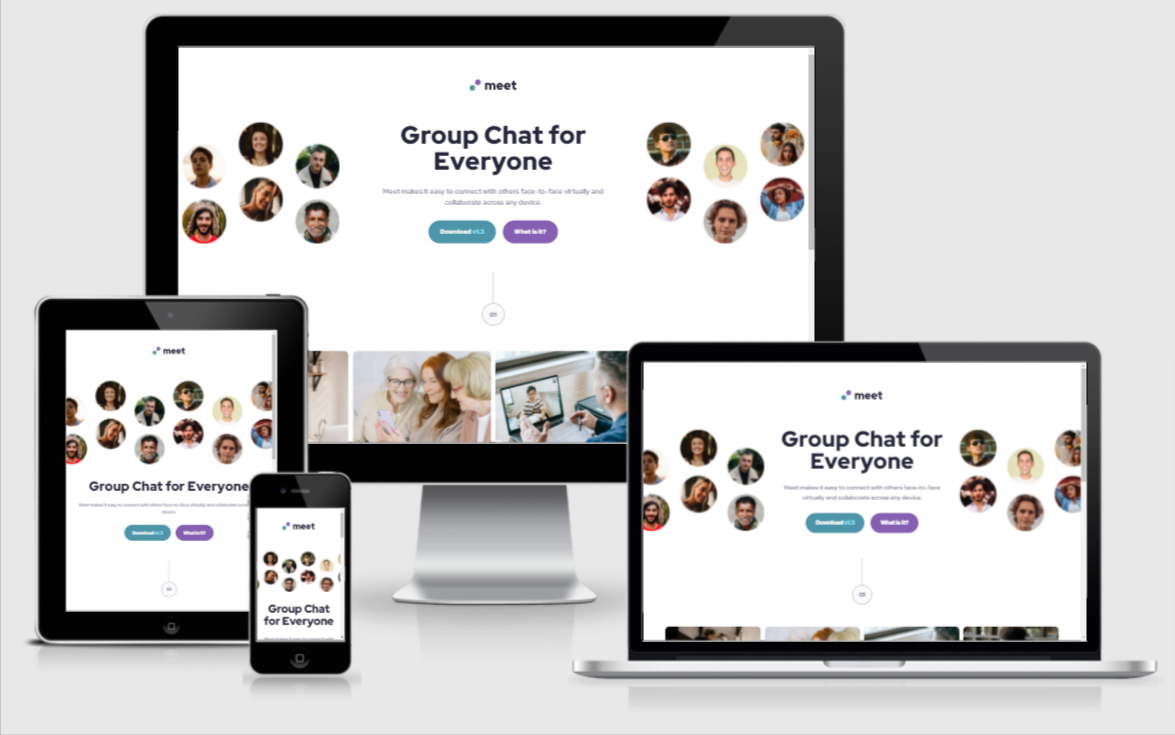 meet
Group Chat for
Everyone
Meet makes it easy to connect with others face-to-face virtually and
collaborate across any device.
Download v1.3
What is it?
01
meet
Group Chat for Everyone
Meet makes it easy to connect with others face-to-face virtually and collaborate
device.
Download v1.3
What is it?
01
meet
Group Chat
for Everyone
meet
Group Chat for
Everyone
Meet makes it easy to connect with others face-to-face
virtually and collaborate across any device.
Download v1.3
What is it?
01